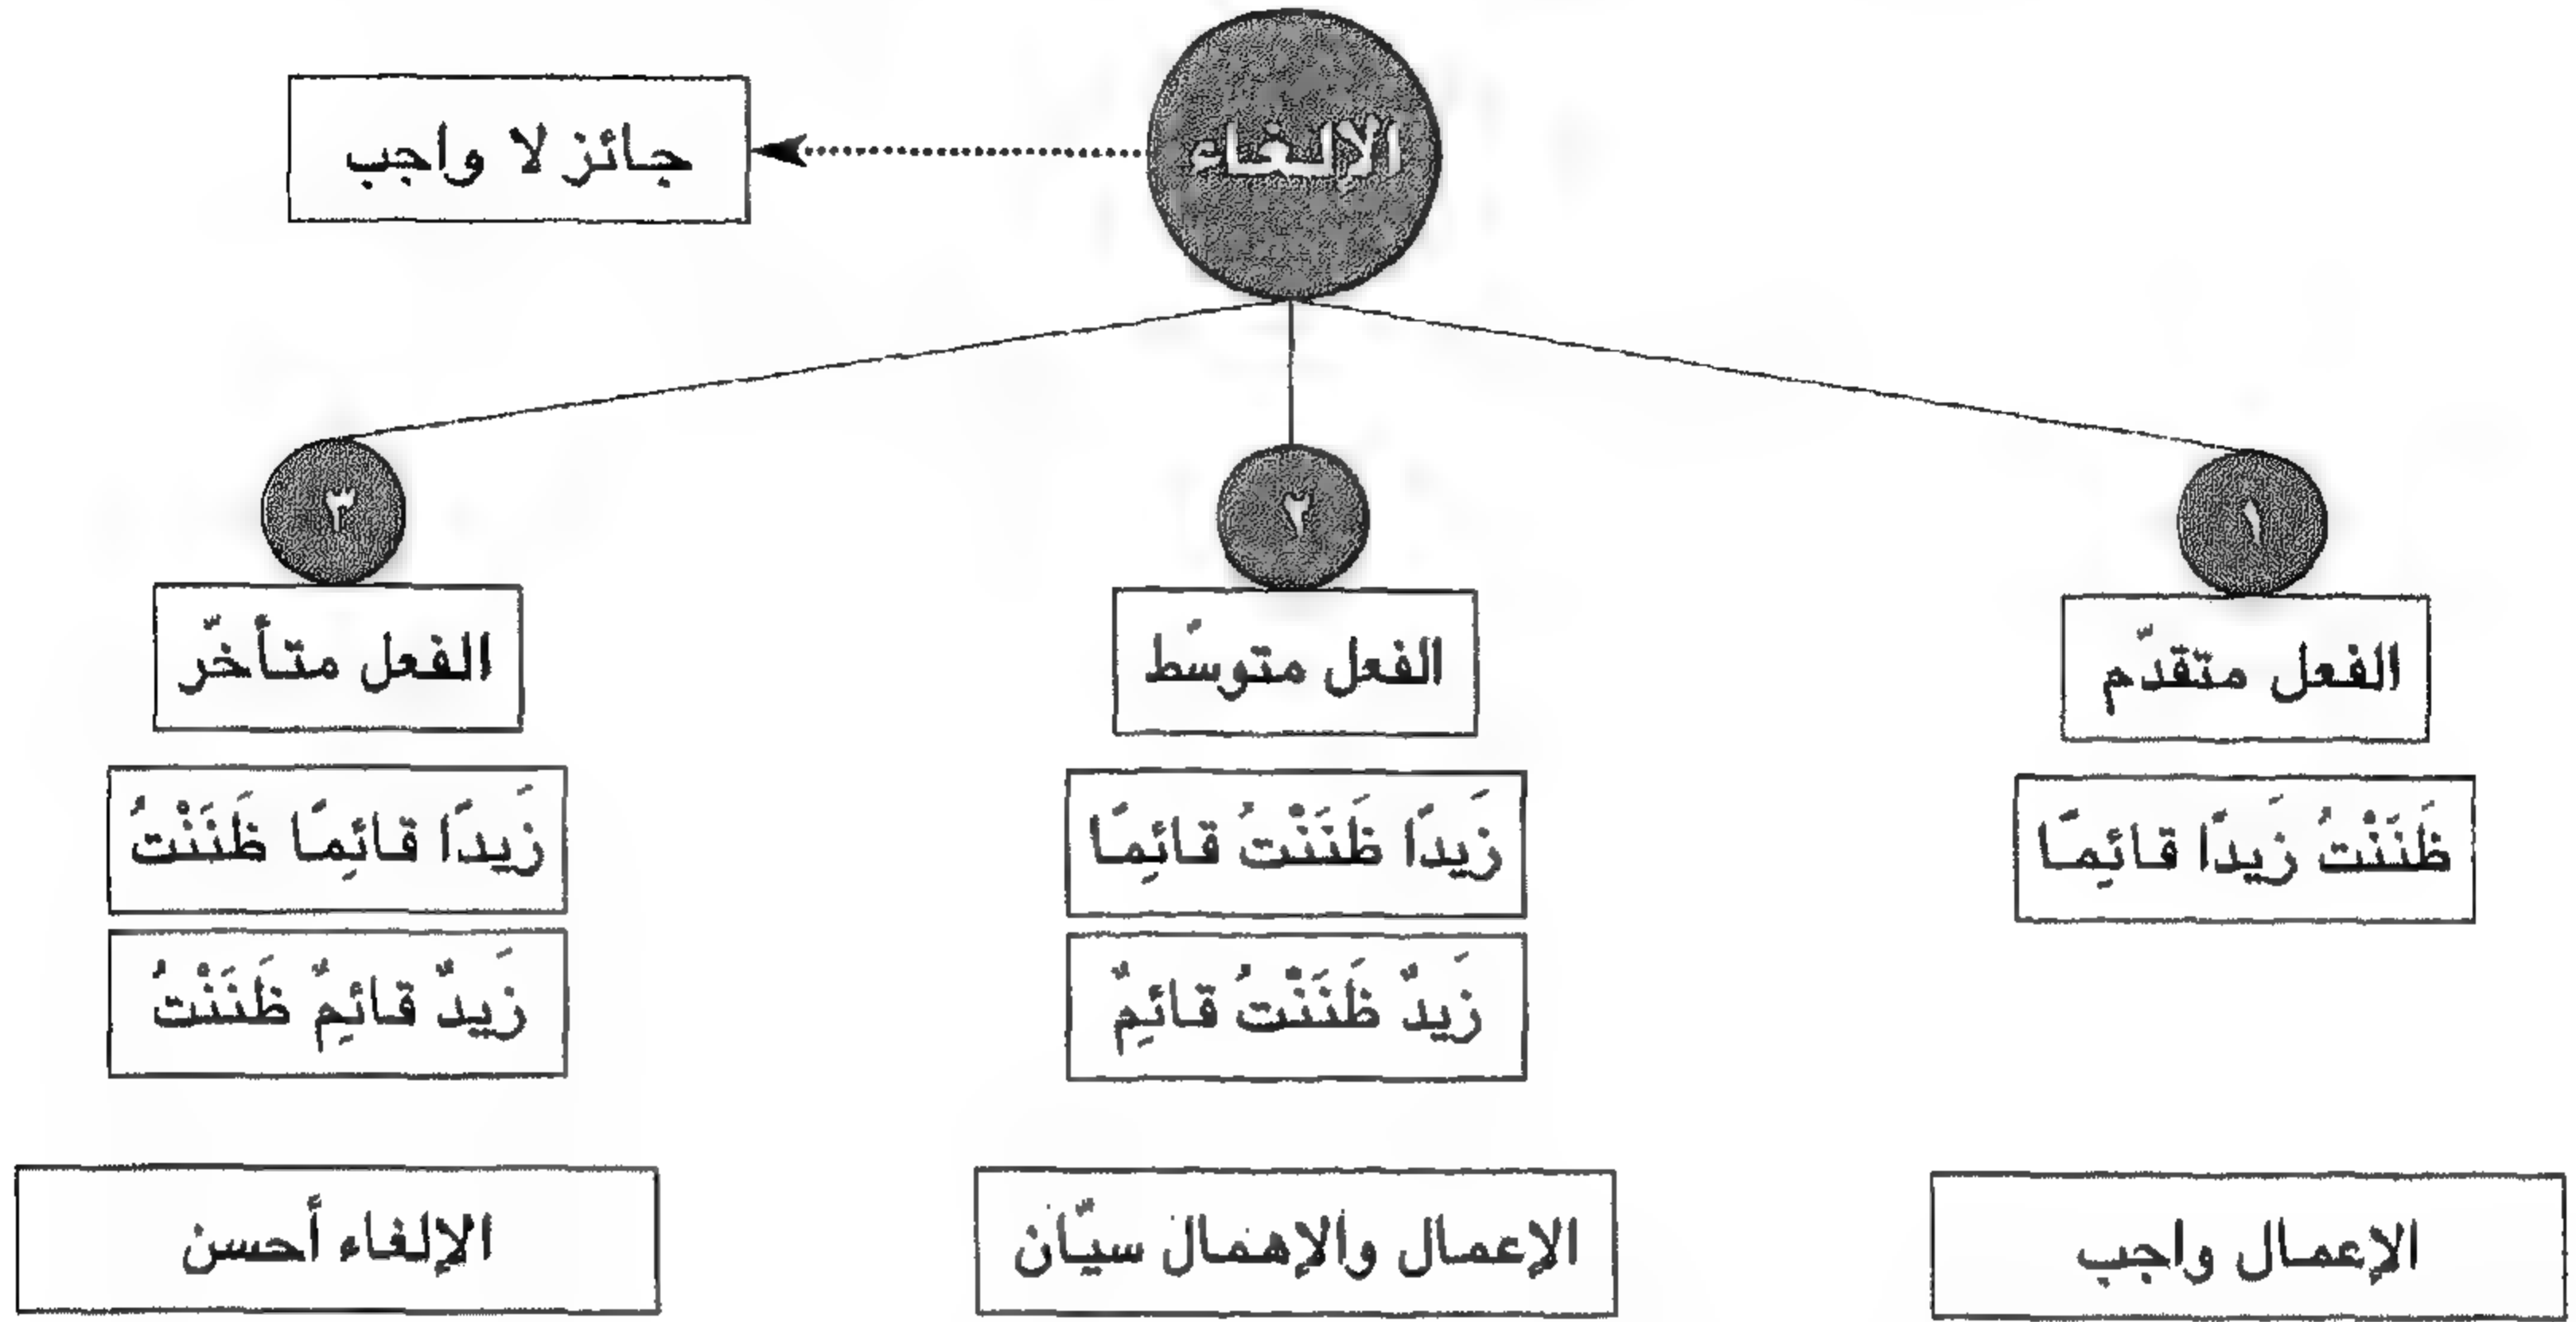 الإلغاء
جائز لا واجب
١
الفعل متقدّم
ظَنَنْتُ زَيدًا قائِمًا
الإعمال واجب
٢
الفعل متوسّط
زَيدًا ظَنَنْتُ قائِمًا
زَيدٌ ظَنَنْتُ قائِمٌ
الإعمال والإهمال سيّان
٣
الفعل متأخّر
زَيدًا قائِمًا ظَنَنْتُ
زَيدٌ قائِمٌ ظَنَنْتُ
الإلغاء أحسن